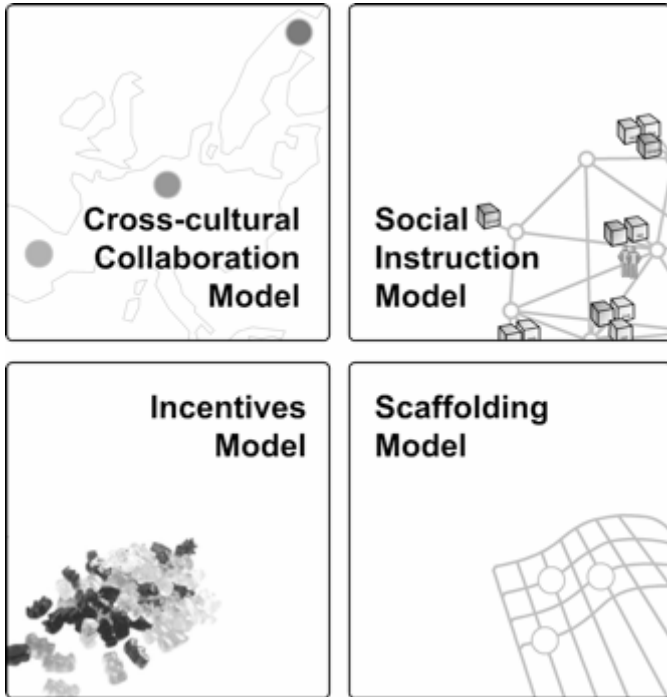 Cross-cultural
Collaboration
Model
Social
Instruction
Model
Incentives
Model
Scaffolding
Model